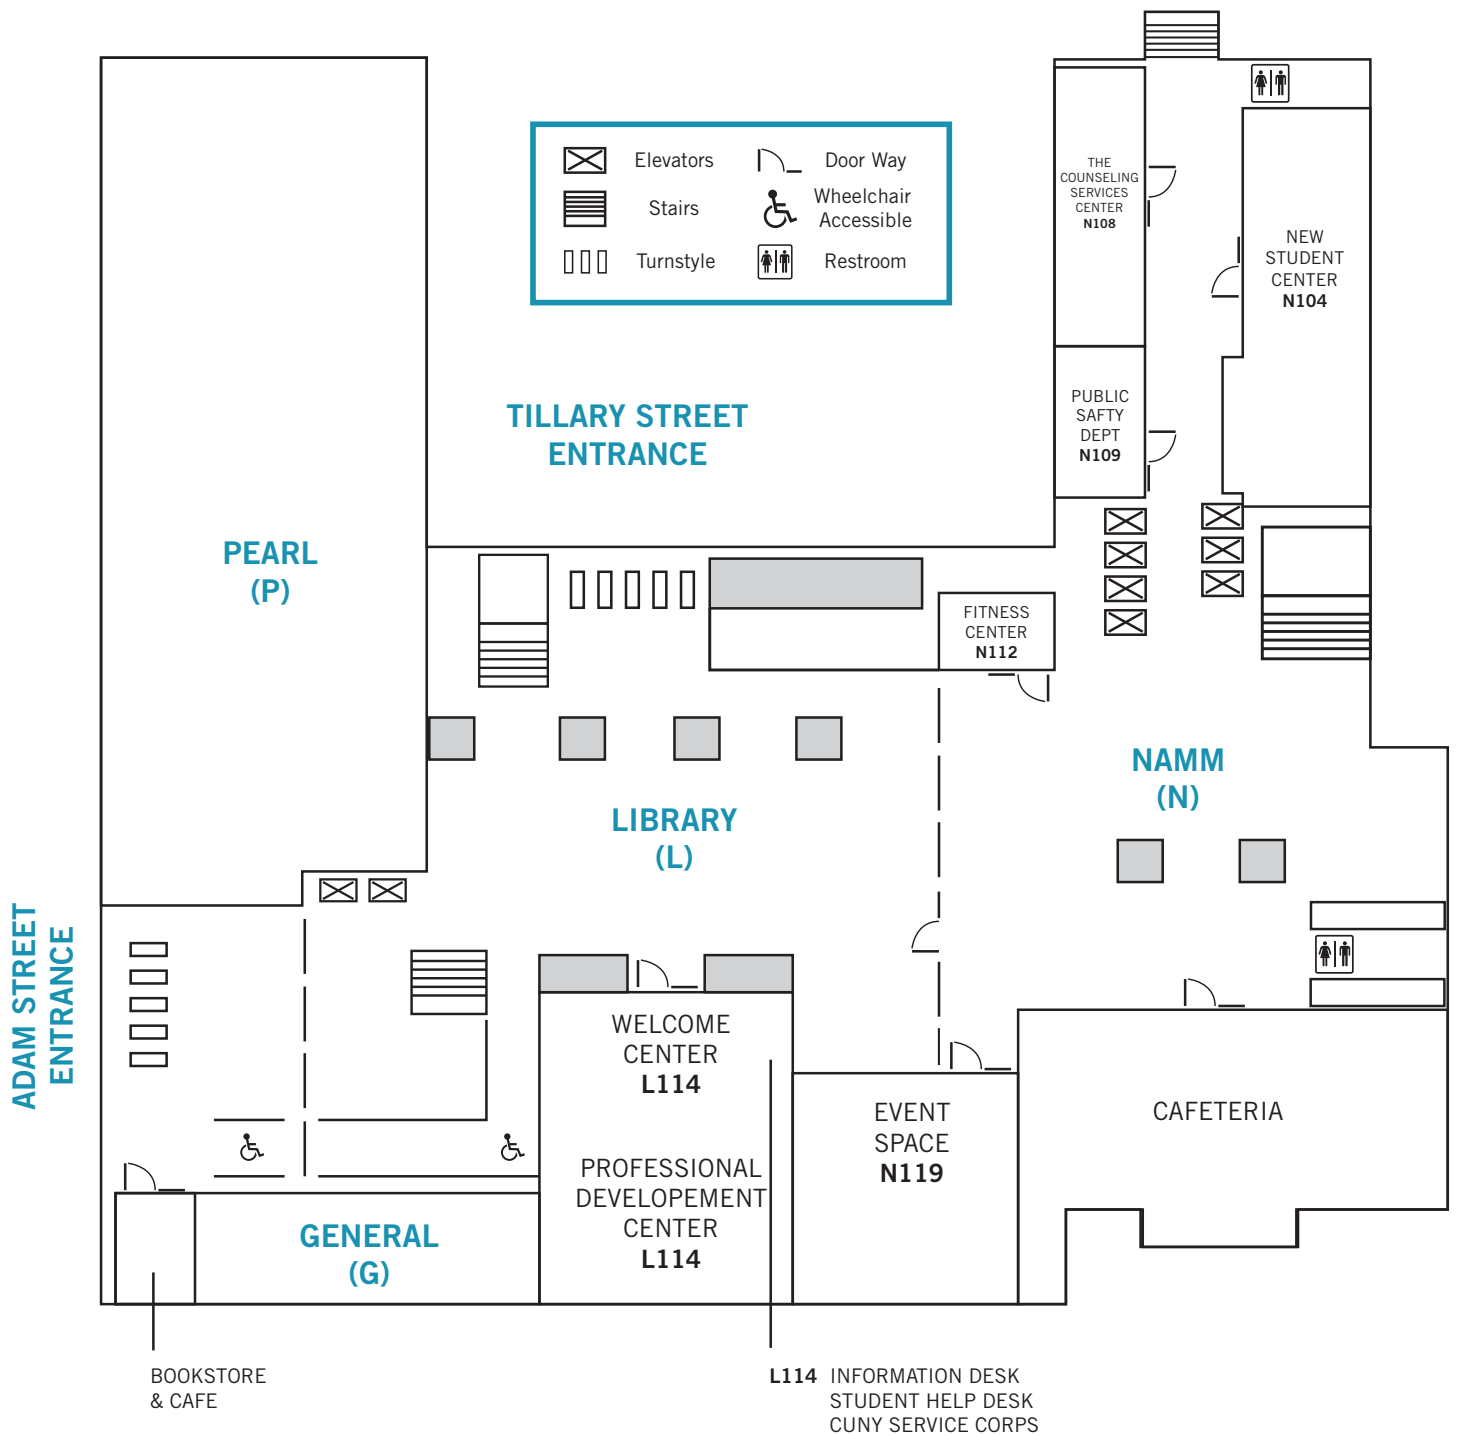 Elevators
Door Way
Stairs
Wheelchair
Accessible
Turnstyle
Restroom
THE
COUNSELING
SERVICES
CENTER
N108
NEW
STUDENT
CENTER
N104
PUBLIC
SAFTY
DEPT
N109
TILLARY STREET
ENTRANCE
PEARL
(P)
FITNESS
CENTER
N112
NAMM
(N)
LIBRARY
(L)
ADAM STREET
ENTRANCE
WELCOME
CENTER
L114
PROFESSIONAL
DEVELOPEMENT
CENTER
L114
EVENT
SPACE
N119
CAFETERIA
GENERAL
(G)
BOOKSTORE
& CAFE
L114 INFORMATION DESK
STUDENT HELP DESK
CUNY SERVICE CORPS